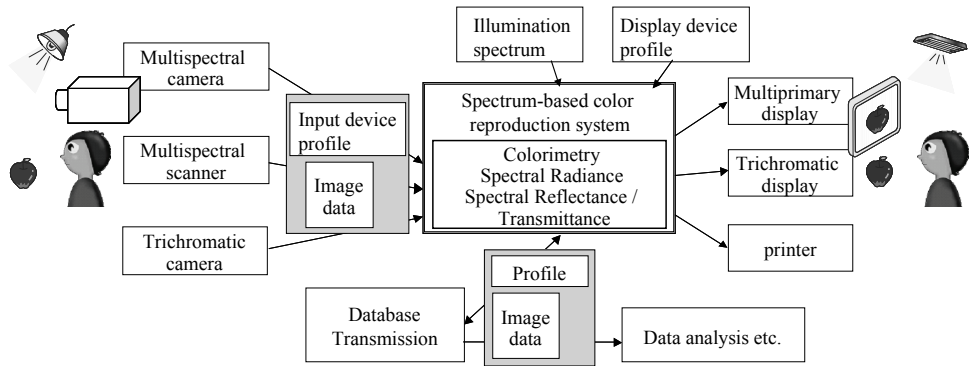 Illumination
spectrum
Display device
profile
Multispectral
camera
Multispectral
scanner
Trichromatic
camera
Input device
profile
Image
data
Spectrum-based color
reproduction system
Colorimetry
Spectral Radiance
Spectral Reflectance /
Transmittance
Multiprimary
display
Trichromatic
display
printer
Profile
Image
data
Database
Transmission
Data analysis etc.